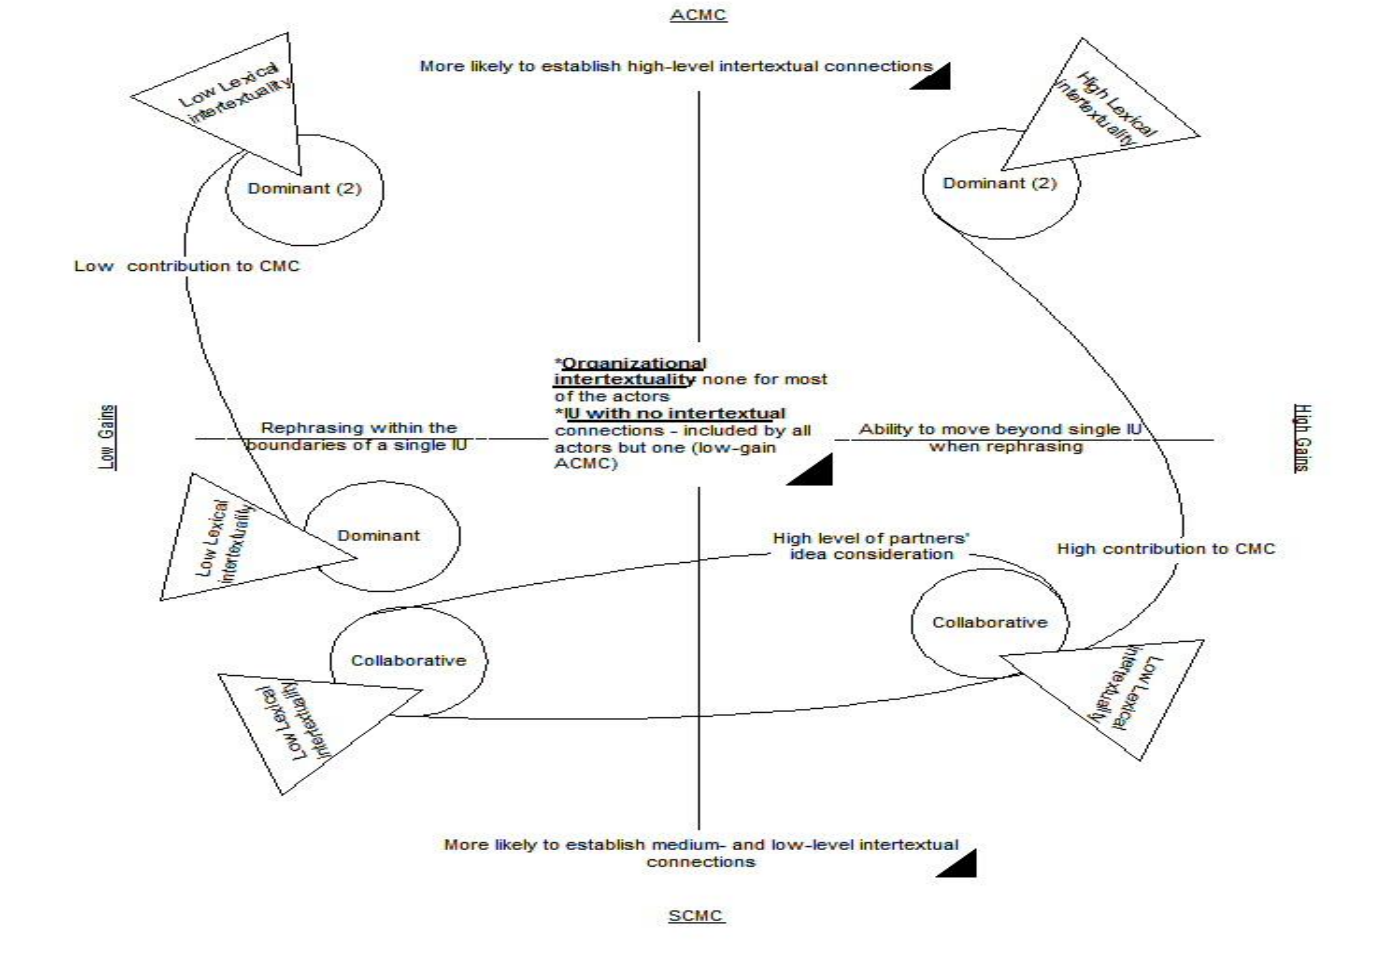 ACMC
More likely to establish high-level intertextual connections
Low Lexical
intertextuality
High Lexical
intertextuality
Dominant (2)
Dominant (2)
Low contribution to CMC
*Organizational
intertextuality- none for most
of the actors
*IU with no intertextual
connections - included by all
actors but one (low-gain
ACMC)
Low Gains
Rephrasing within the
boundaries of a single IU
Ability to move beyond single IU
when rephrasing
High Gains
Low Lexical
intertextuality
Dominant
High level of partners'
idea consideration
High contribution to CMC
Collaborative
Collaborative
Low Lexical
intertextuality
Low Lexical
intertextuality
More likely to establish medium- and low-level intertextual
connections
SCMC